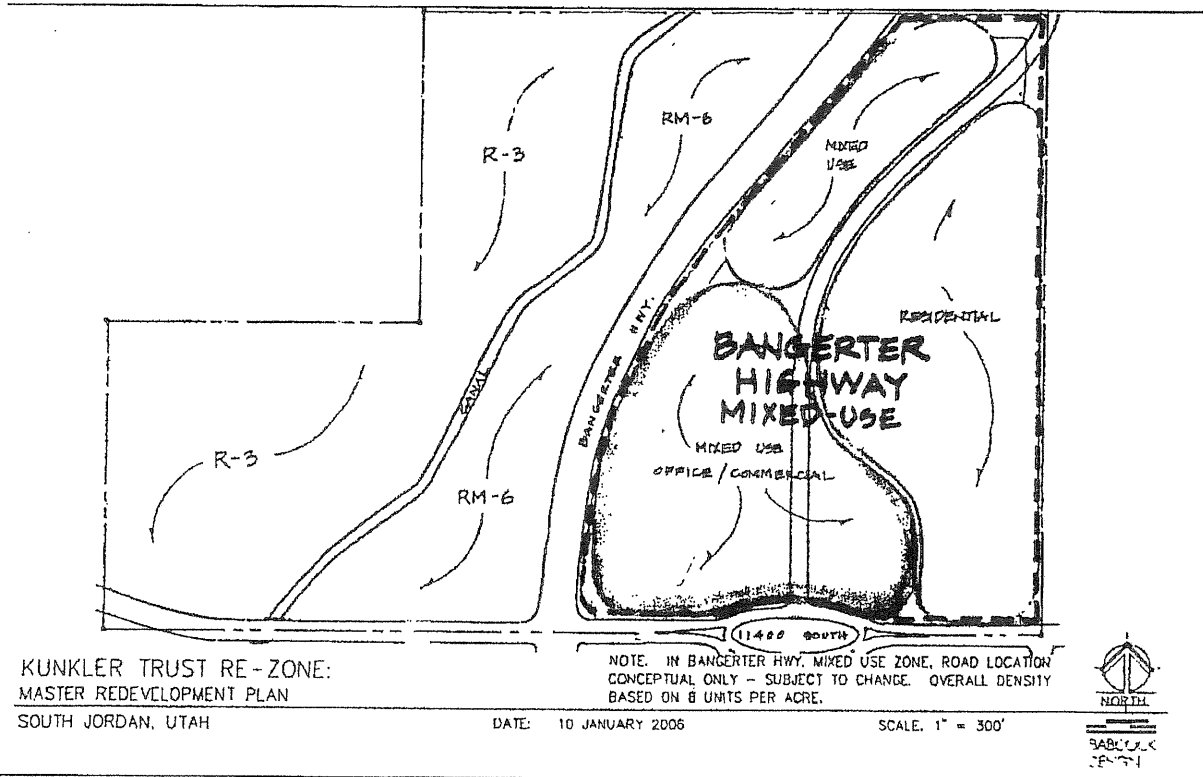 R-3
RM-6
MIXED
USE
RESIDENTIAL
BANGERTER HWY.
BANGERTER
HIGHWAY
MIXED-USE
CANAL
MIXED USE
OFFICE/COMMERCIAL
R-3
RM-6
11400 SOUTH
KUNKLER TRUST RE-ZONE:
MASTER REDEVELOPMENT PLAN
SOUTH JORDAN, UTAH
NOTE. IN BANGERTER HWY. MIXED USE ZONE, ROAD LOCATION
CONCEPTUAL ONLY - SUBJECT TO CHANGE. OVERALL DENSITY
BASED ON 8 UNITS PER ACRE.
DATE: 10 JANUARY 2006
SCALE. 1" = 300'
NORTH
BABCOCK